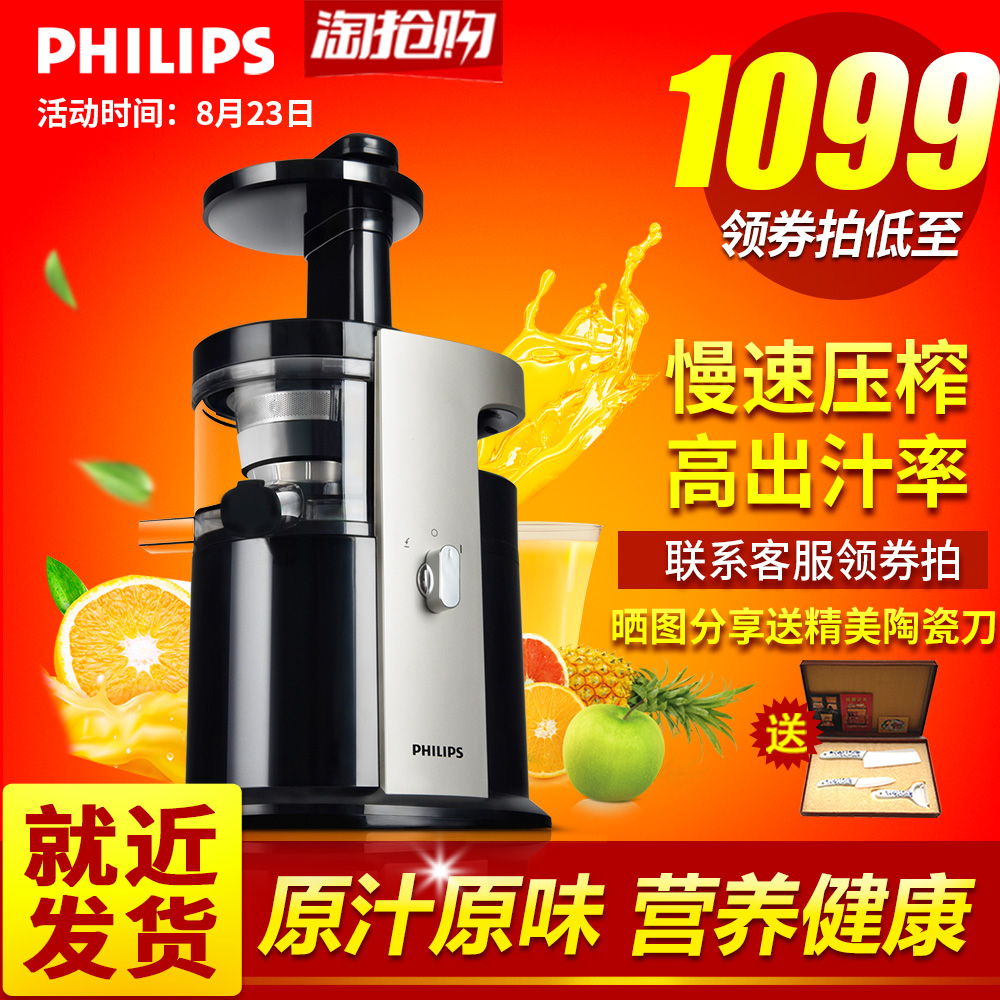 PHILIPS
淘抢购
活动时间：8月23日
1099
领券拍低至
慢速压榨
高出汁率
联系客服领券拍
晒图分享送精美陶瓷刀
送
PHILIPS
就近
发货
原汁原味 营养健康